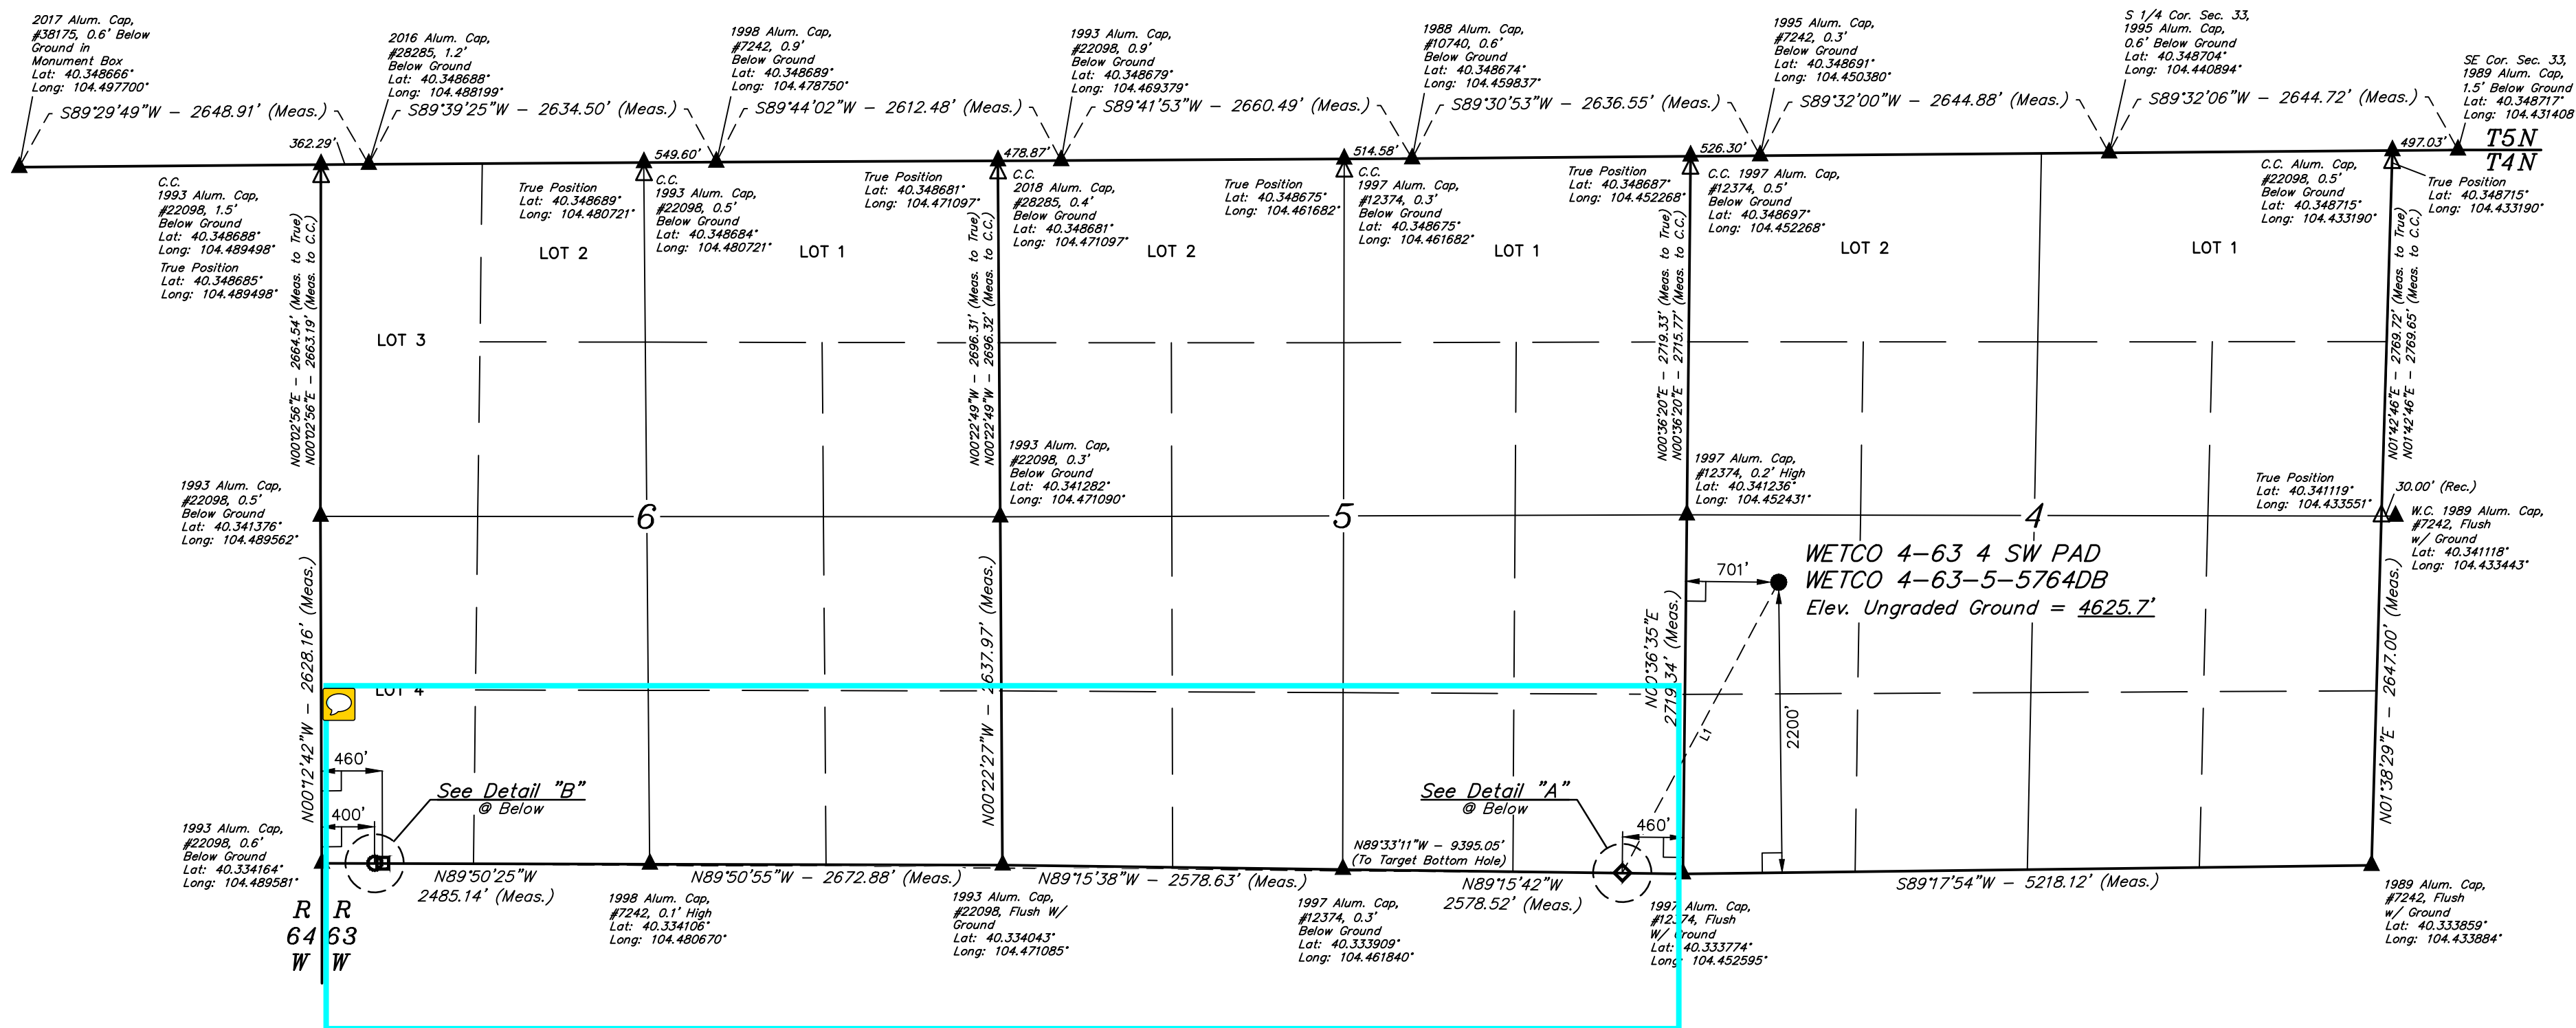 2017 Alum. Cap,
#38175, 0.6' Below
Ground in
Monument Box
Lat: 40.348666°
Long: 104.497700°
2016 Alum. Cap,
#28285, 1.2'
Below Ground
Lat: 40.348688°
Long: 104.488199°
1998 Alum. Cap,
#7242, 0.9'
Below Ground
Lat: 40.348689°
Long: 104.478750°
1993 Alum. Cap,
#22098, 0.9'
Below Ground
Lat: 40.348679°
Long: 104.469379°
1988 Alum. Cap,
#10740, 0.6'
Below Ground
Lat: 40.348674°
Long: 104.459837°
1995 Alum. Cap,
#7242, 0.3'
Below Ground
Lat: 40.348691°
Long: 104.450380°
S 1/4 Cor. Sec. 33,
1995 Alum. Cap,
0.6' Below Ground
Lat: 40.348704°
Long: 104.440894°
SE Cor. Sec. 33,
1989 Alum. Cap,
1.5' Below Ground
Lat: 40.348717°
Long: 104.431408
S89°29'49"W - 2648.91' (Meas.)
S89°39'25"W - 2634.50' (Meas.)
S89°44'02"W - 2612.48' (Meas.)
S89°41'53"W - 2660.49' (Meas.)
S89°30'53"W - 2636.55' (Meas.)
S89°32'00"W - 2644.88' (Meas.)
S89°32'06"W - 2644.72' (Meas.)
362.29'
549.60'
478.87'
514.58'
526.30'
497.03'
T5N
T4N
C.C.
1993 Alum. Cap,
#22098, 1.5'
Below Ground
Lat: 40.348688°
Long: 104.489498°
True Position
Lat: 40.348685°
Long: 104.489498°
True Position
Lat: 40.348689°
Long: 104.480721°
C.C.
1993 Alum. Cap,
#22098, 0.5'
Below Ground
Lat: 40.348684°
Long: 104.480721°
True Position
Lat: 40.348681°
Long: 104.471097°
C.C.
2018 Alum. Cap,
#28285, 0.4'
Below Ground
Lat: 40.348681°
Long: 104.471097°
True Position
Lat: 40.348675°
Long: 104.461682°
C.C.
1997 Alum. Cap,
#12374, 0.3'
Below Ground
Lat: 40.348675°
Long: 104.461682°
True Position
Lat: 40.348687°
Long: 104.452268°
C.C. 1997 Alum. Cap,
#12374, 0.5'
Below Ground
Lat: 40.348697°
Long: 104.452268°
C.C. Alum. Cap,
#22098, 0.5'
Below Ground
Lat: 40.348715°
Long: 104.433190°
True Position
Lat: 40.348715°
Long: 104.433190°
LOT 2
LOT 1
LOT 2
LOT 1
LOT 2
LOT 1
LOT 3
N00°02'56"E - 2664.54' (Meas. to True)
N00°02'56"E - 2663.19' (Meas. to C.C.)
N00°22'49"W - 2696.31' (Meas. to True)
N00°22'49"W - 2696.32' (Meas. to C.C.)
N00°36'20"E - 2719.33' (Meas. to True)
N00°36'20"E - 2715.77' (Meas. to C.C.)
N01°42'46"E - 2769.72' (Meas. to True)
N01°42'46"E - 2769.65' (Meas. to C.C.)
1993 Alum. Cap,
#22098, 0.5'
Below Ground
Lat: 40.341376°
Long: 104.489562°
1993 Alum. Cap,
#22098, 0.3'
Below Ground
Lat: 40.341282°
Long: 104.471090°
1997 Alum. Cap,
#12374, 0.2' High
Lat: 40.341236°
Long: 104.452431°
True Position
Lat: 40.341119°
Long: 104.433551°
30.00' (Rec.)
W.C. 1989 Alum. Cap,
#7242, Flush
w/ Ground
Lat: 40.341118°
Long: 104.433443°
6
5
4
WETCO 4-63 4 SW PAD
WETCO 4-63-5-5764DB
Elev. Ungraded Ground = 4625.7'
701'
2200'
L1
N00°12'42"W - 2628.16' (Meas.)
N00°22'27"W - 2637.97' (Meas.)
N00°36'35"E
2719.34' (Meas.)
N01°38'29"E - 2647.00' (Meas.)
LOT 4
460'
400'
See Detail "B"
@ Below
See Detail "A"
@ Below
460'
N89°33'11"W - 9395.05'
(To Target Bottom Hole)
1993 Alum. Cap,
#22098, 0.6'
Below Ground
Lat: 40.334164°
Long: 104.489581°
N89°50'25"W
2485.14' (Meas.)
N89°50'55"W - 2672.88' (Meas.)
N89°15'38"W - 2578.63' (Meas.)
N89°15'42"W
2578.52' (Meas.)
S89°17'54"W - 5218.12' (Meas.)
1998 Alum. Cap,
#7242, 0.1' High
Lat: 40.334106°
Long: 104.480670°
1993 Alum. Cap,
#22098, Flush W/
Ground
Lat: 40.334043°
Long: 104.471085°
1997 Alum. Cap,
#12374, 0.3'
Below Ground
Lat: 40.333909°
Long: 104.461840°
1997 Alum. Cap,
#12374, Flush
W/ Ground
Lat: 40.333774°
Long: 104.452595°
1989 Alum. Cap,
#7242, Flush
w/ Ground
Lat: 40.333859°
Long: 104.433884°
R R
64 63
W W